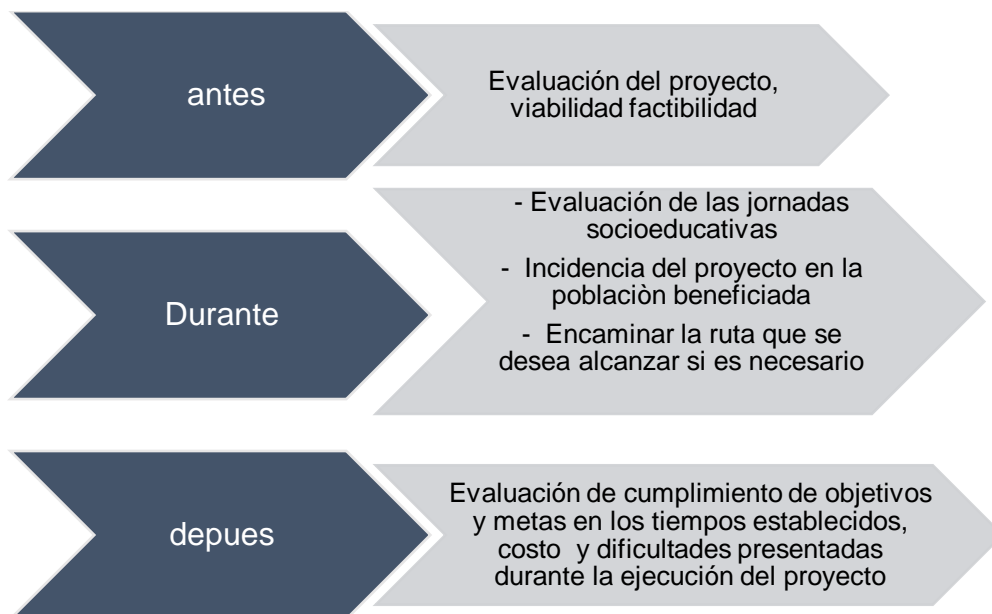 antes
Evaluación del proyecto,
viabilidad factibilidad
Durante
- Evaluación de las jornadas
socioeducativas
- Incidencia del proyecto en la
poblaciòn beneficiada
- Encaminar la ruta que se
desea alcanzar si es necesario
depues
Evaluación de cumplimiento de objetivos
y metas en los tiempos establecidos,
costo y dificultades presentadas
durante la ejecución del proyecto